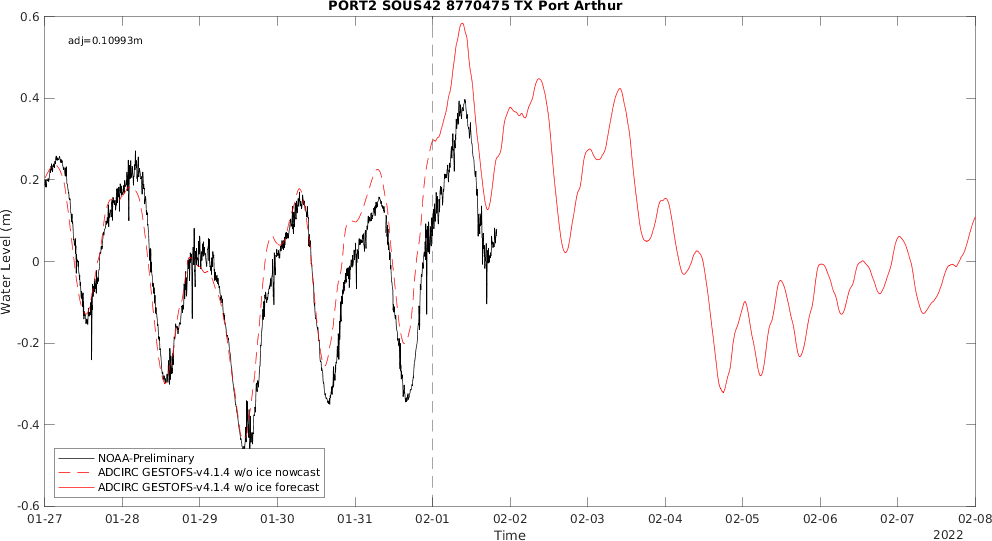 PORT2 SOUS42 8770475 TX Port Arthur
adj=0.10993m
0.6
0.4
0.2
0
-0.2
-0.4
-0.6
Water Level (m)
NOAA-Preliminary
ADCIRC GESTOFS-v4.1.4 w/o ice nowcast
ADCIRC GESTOFS-v4.1.4 w/o ice forecast
01-27 01-28 01-29 01-30 01-31 02-01 02-02 02-03 02-04 02-05 02-06 02-07 02-08
Time
2022